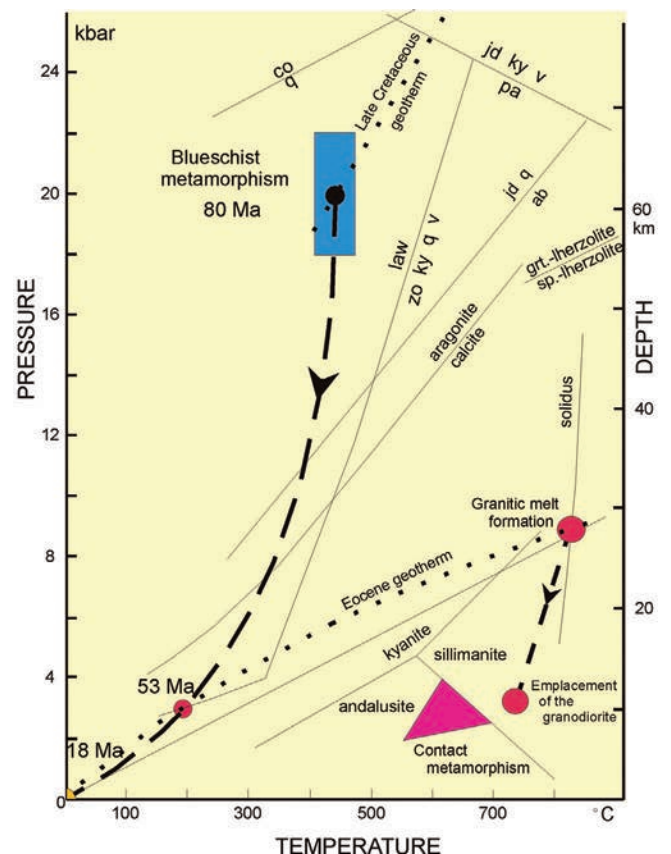 kbar
24
20
16
12
8
4
0
PRESSURE
co
q
Late Cretaceous
geotherm
jd ky v
pa
Blueschist
metamorphism
80 Ma
law
zo ky q v
jd q
ab
grt.-lherzolite
sp.-lherzolite
aragonite
calcite
solidus
Granitic melt
formation
Eocene geotherm
kyanite
sillimanite
andalusite
Contact
metamorphism
Emplacement
of the
granodiorite
53 Ma
18 Ma
60
km
40
20
DEPTH
100
300
500
700
°C
TEMPERATURE